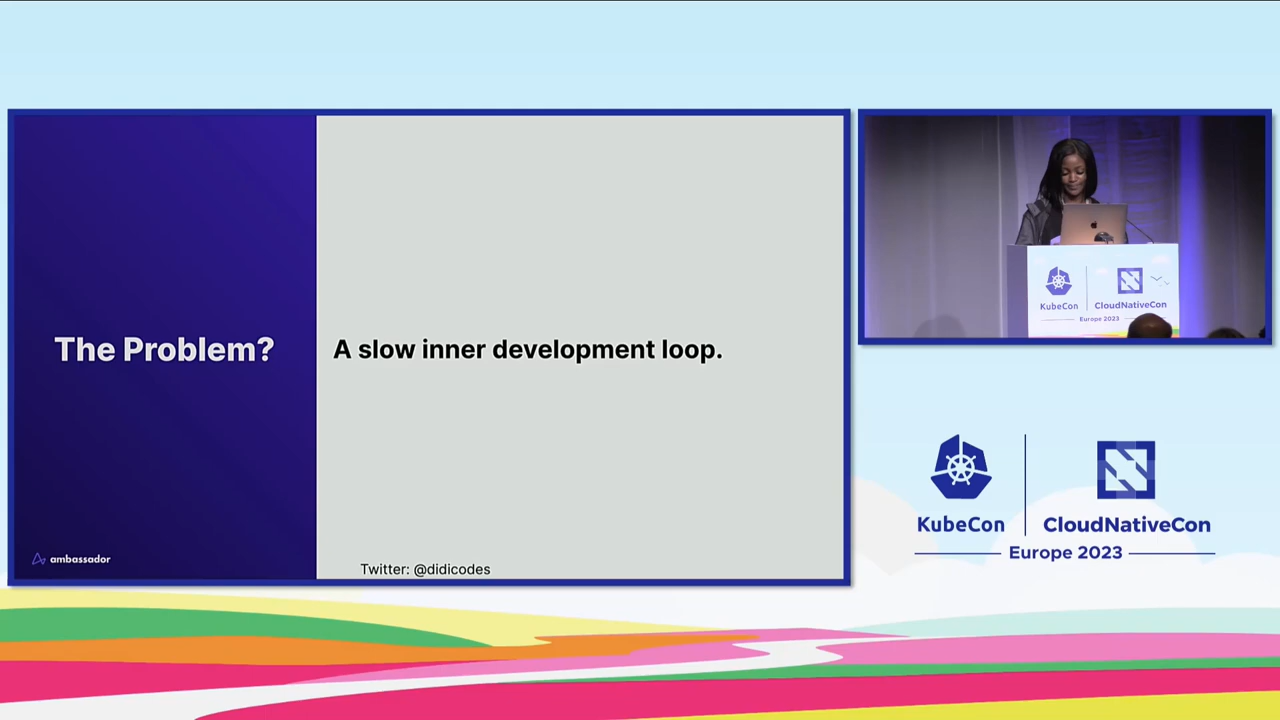 The Problem?
A slow inner development loop.
ambassador
Twitter: @didicodes
KubeCon
CloudNativeCon
Europe 2023
KubeCon
CloudNativeCon
Europe 2023